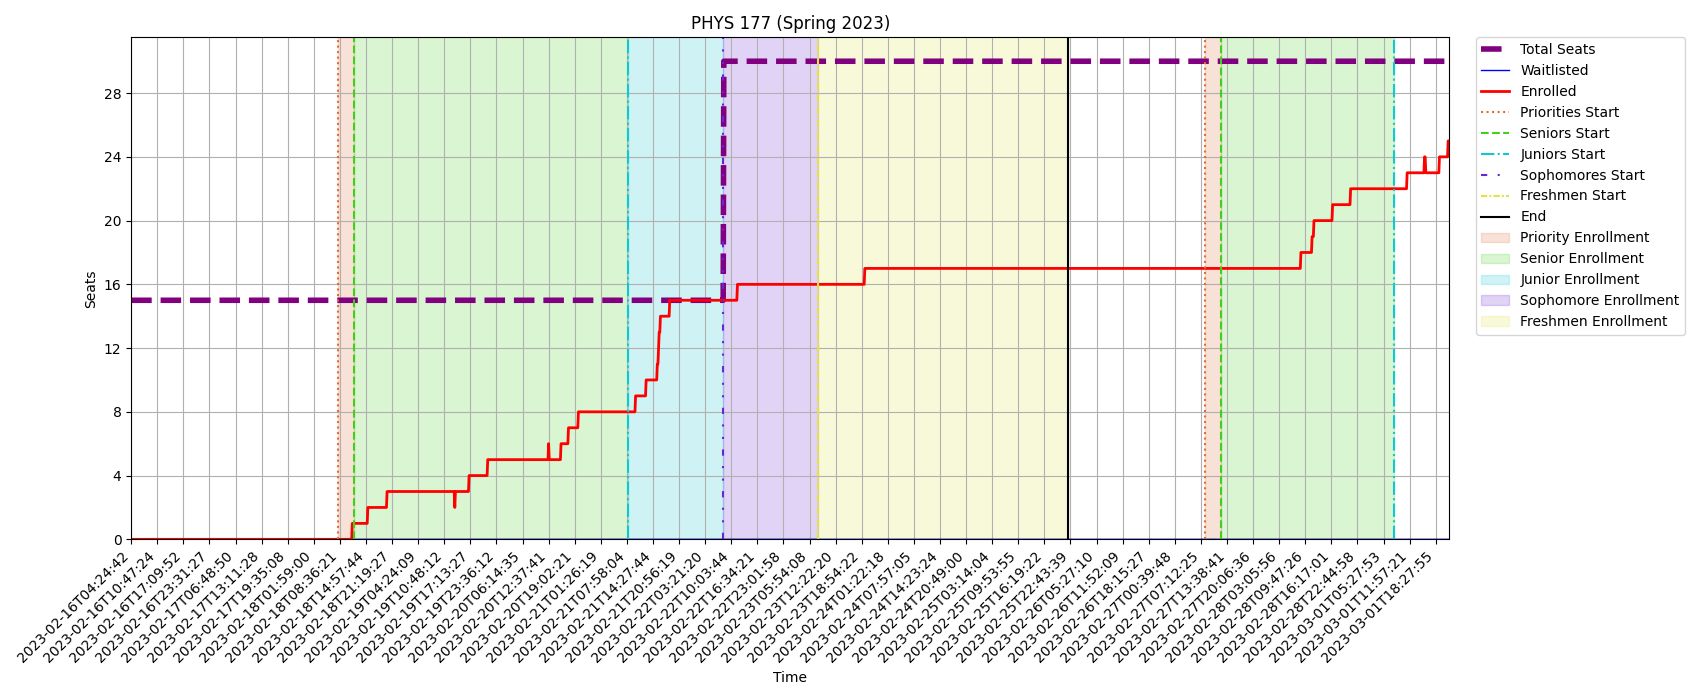 PHYS 177 (Spring 2023)
Seats
28
24
20
16
12
8
4
0
2023-02-16T04:24:42
2023-02-16T10:47:24
2023-02-16T17:09:52
2023-02-16T23:31:27
2023-02-17T06:48:50
2023-02-17T13:11:28
2023-02-17T19:35:08
2023-02-18T01:59:00
2023-02-18T08:36:21
2023-02-18T14:57:44
2023-02-18T21:19:27
2023-02-19T04:24:09
2023-02-19T10:48:12
2023-02-19T17:13:27
2023-02-19T23:36:12
2023-02-20T06:14:35
2023-02-20T12:37:41
2023-02-20T19:02:21
2023-02-21T01:26:19
2023-02-21T07:58:04
2023-02-21T14:27:44
2023-02-21T20:56:19
2023-02-22T03:21:20
2023-02-22T10:03:44
2023-02-22T16:34:21
2023-02-22T23:01:58
2023-02-23T05:54:08
2023-02-23T12:22:20
2023-02-23T18:54:22
2023-02-24T01:22:18
2023-02-24T07:57:05
2023-02-24T14:23:24
2023-02-24T20:49:00
2023-02-25T03:14:04
2023-02-25T09:53:55
2023-02-25T16:19:22
2023-02-25T22:43:39
2023-02-26T05:27:10
2023-02-26T11:52:09
2023-02-26T18:15:27
2023-02-27T00:39:48
2023-02-27T07:12:25
2023-02-27T13:38:41
2023-02-27T20:06:36
2023-02-28T03:05:56
2023-02-28T09:47:26
2023-02-28T16:17:01
2023-02-28T22:44:58
2023-03-01T05:27:53
2023-03-01T11:57:21
2023-03-01T18:27:55
Time
Total Seats
Waitlisted
Enrolled
Priorities Start
Seniors Start
Juniors Start
Sophomores Start
Freshmen Start
End
Priority Enrollment
Senior Enrollment
Junior Enrollment
Sophomore Enrollment
Freshmen Enrollment